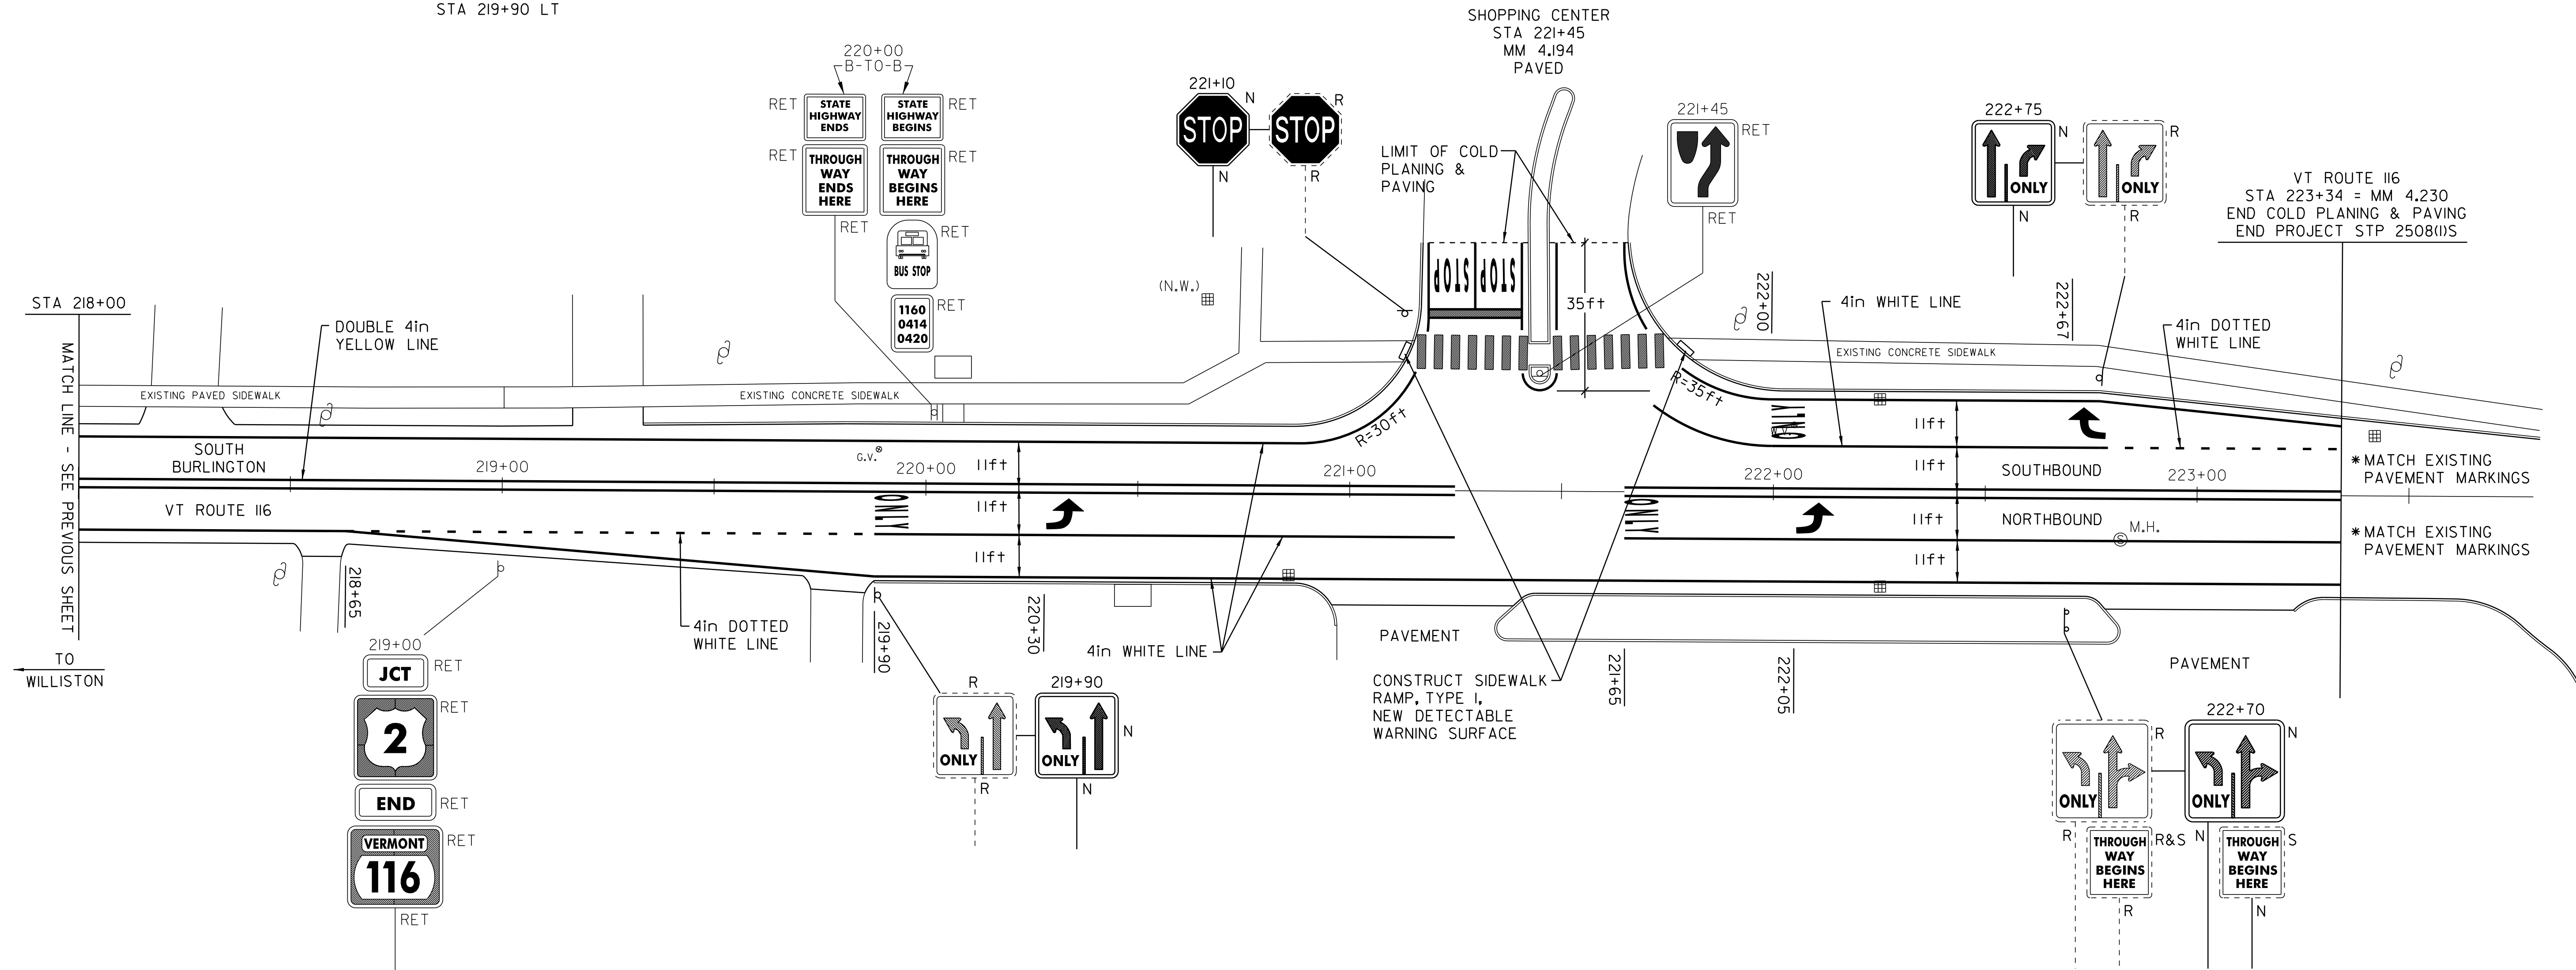 STA 219+90 LT
SHOPPING CENTER
STA 221+45
MM 4.194
PAVED
220+00
B-TO-B
RET
STATE
HIGHWAY
ENDS
STATE
HIGHWAY
BEGINS
RET
RET
THROUGH
WAY
ENDS
HERE
THROUGH
WAY
BEGINS
HERE
RET
RET
BUS STOP
RET
1160
0414
0420
RET
221+10
STOP
N
N
STOP
R
R
LIMIT OF COLD
PLANING &
PAVING
221+45
RET
RET
222+75
ONLY
N
N
ONLY
R
R
VT ROUTE 116
STA 223+34 = MM 4.230
END COLD PLANING & PAVING
END PROJECT STP 2508(1)S
STA 218+00
MATCH LINE - SEE PREVIOUS SHEET
DOUBLE 4in
YELLOW LINE
(N.W.)
STOP
STOP
35ft
222+00
4in WHITE LINE
222+67
4in DOTTED
WHITE LINE
EXISTING PAVED SIDEWALK
EXISTING CONCRETE SIDEWALK
EXISTING CONCRETE SIDEWALK
R=30ft
R=35ft
ONLY
W.V.
11ft
SOUTH
BURLINGTON
219+00
G.V.
220+00
11ft
221+00
222+00
11ft
SOUTHBOUND
223+00
* MATCH EXISTING
PAVEMENT MARKINGS
VT ROUTE 116
ONLY
11ft
ONLY
11ft
NORTHBOUND
M.H.
* MATCH EXISTING
PAVEMENT MARKINGS
11ft
11ft
218+65
4in DOTTED
WHITE LINE
219+90
220+30
4in WHITE LINE
PAVEMENT
221+65
222+05
PAVEMENT
TO
WILLISTON
219+00
JCT
RET
2
RET
END
RET
VERMONT
116
RET
RET
R
ONLY
R
219+90
ONLY
N
N
CONSTRUCT SIDEWALK
RAMP, TYPE 1,
NEW DETECTABLE
WARNING SURFACE
222+70
ONLY
R
R
ONLY
N
N
THROUGH
WAY
BEGINS
HERE
R&S
R
THROUGH
WAY
BEGINS
HERE
S
N